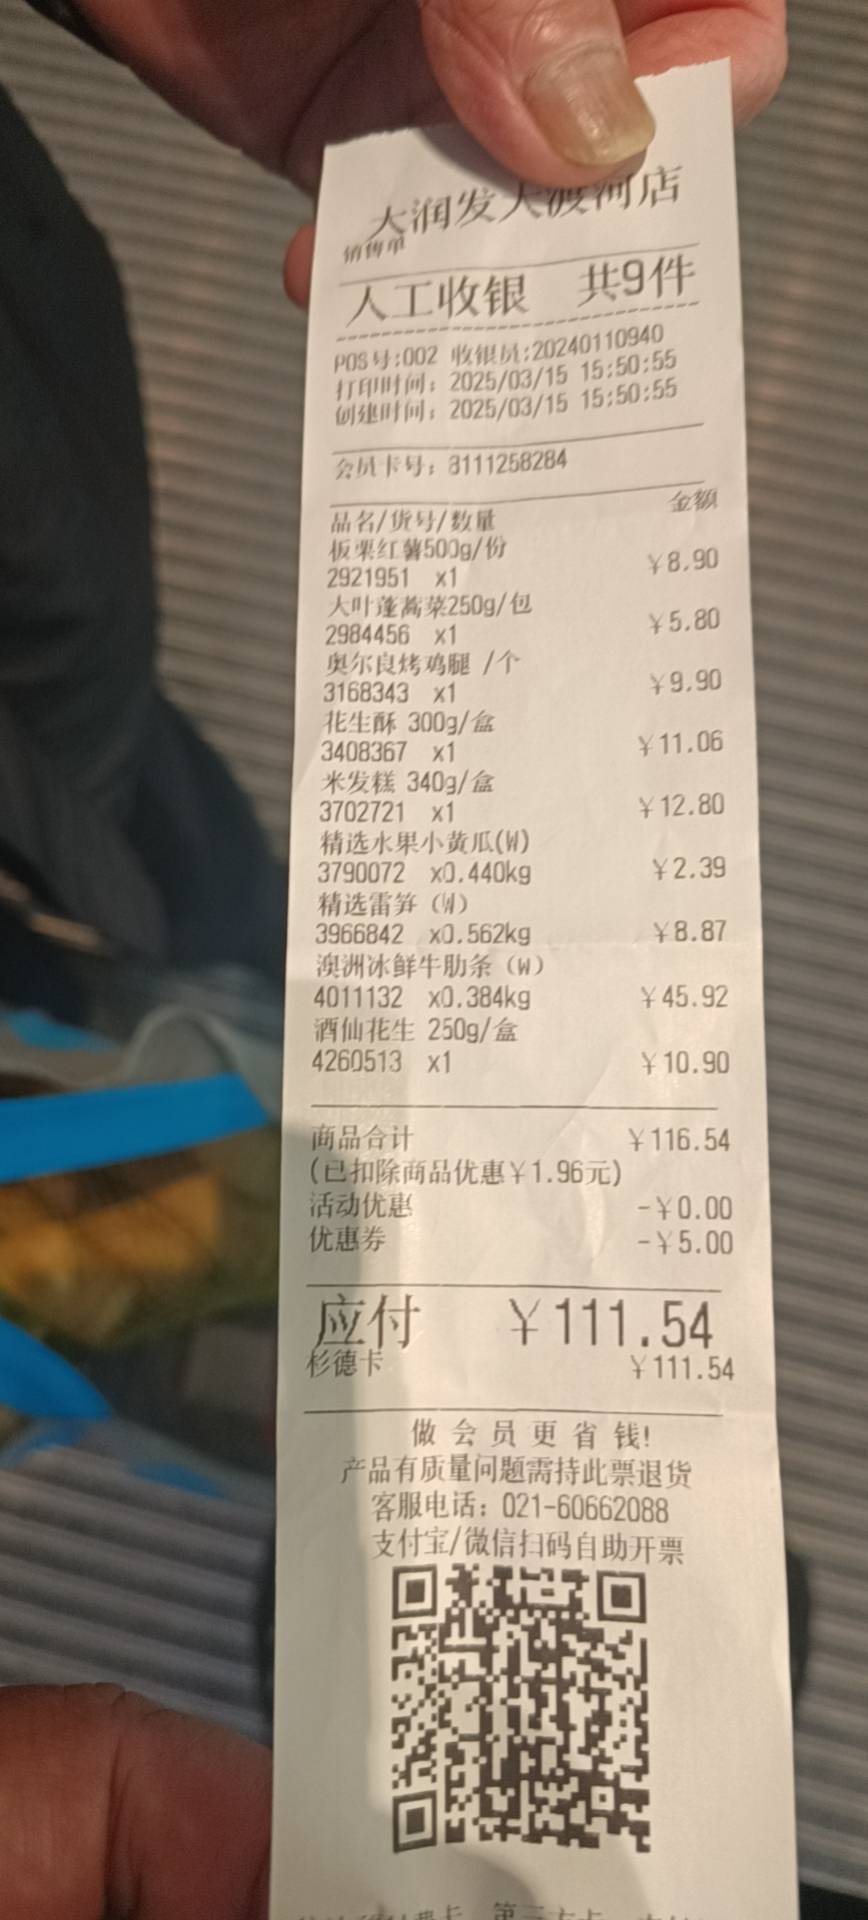 大润发大渡河店
销售单
人工收银 共9件
POS号:002 收银员:20240110940
打印时间: 2025/03/15 15:50:55
创建时间: 2025/03/15 15:50:55
会员卡号: 8111258284
品名/货号/数量 金额
板栗红薯500g/份
2921951 x1 ¥8.90
大叶蓬蒿菜250g/包
2984456 x1 ¥5.80
奥尔良烤鸡腿 /个
3168343 x1 ¥9.90
花生酥 300g/盒
3408367 x1 ¥11.06
米发糕 340g/盒
3702721 x1 ¥12.80
精选水果小黄瓜(W)
3790072 x0.440kg ¥2.39
精选雷笋 (W)
3966842 x0.562kg ¥8.87
澳洲冰鲜牛肋条 (W)
4011132 x0.384kg ¥45.92
酒仙花生 250g/盒
4260513 x1 ¥10.90
商品合计 ¥116.54
(已扣除商品优惠¥1.96元)
活动优惠 -¥0.00
优惠券 -¥5.00
应付 ¥111.54
杉德卡 ¥111.54
做会员更省钱!
产品有质量问题需持此票退货
客服电话: 021-60662088
支付宝/微信扫码自助开票